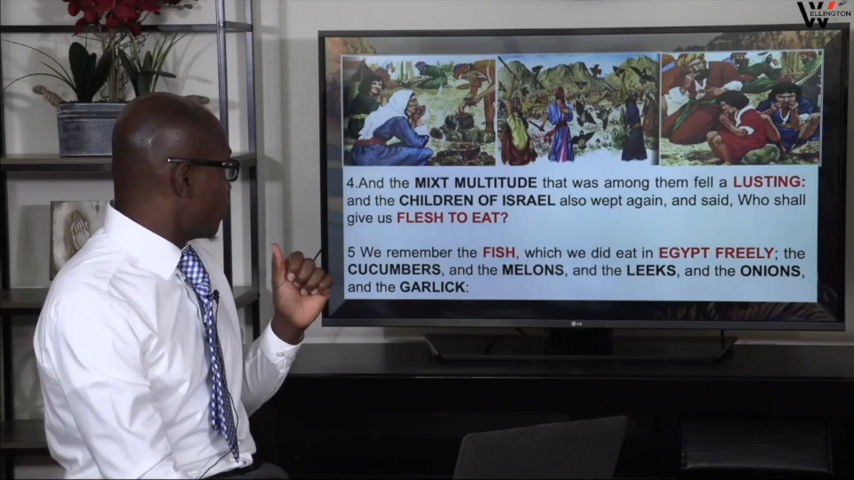 WELLINGTON
4.And the MIXT MULTITUDE that was among them fell a LUSTING:
and the CHILDREN OF ISRAEL also wept again, and said, Who shall
give us FLESH TO EAT?
5 We remember the FISH, which we did eat in EGYPT FREELY; the
CUCUMBERS, and the MELONS, and the LEEKS, and the ONIONS,
and the GARLICK:
LG